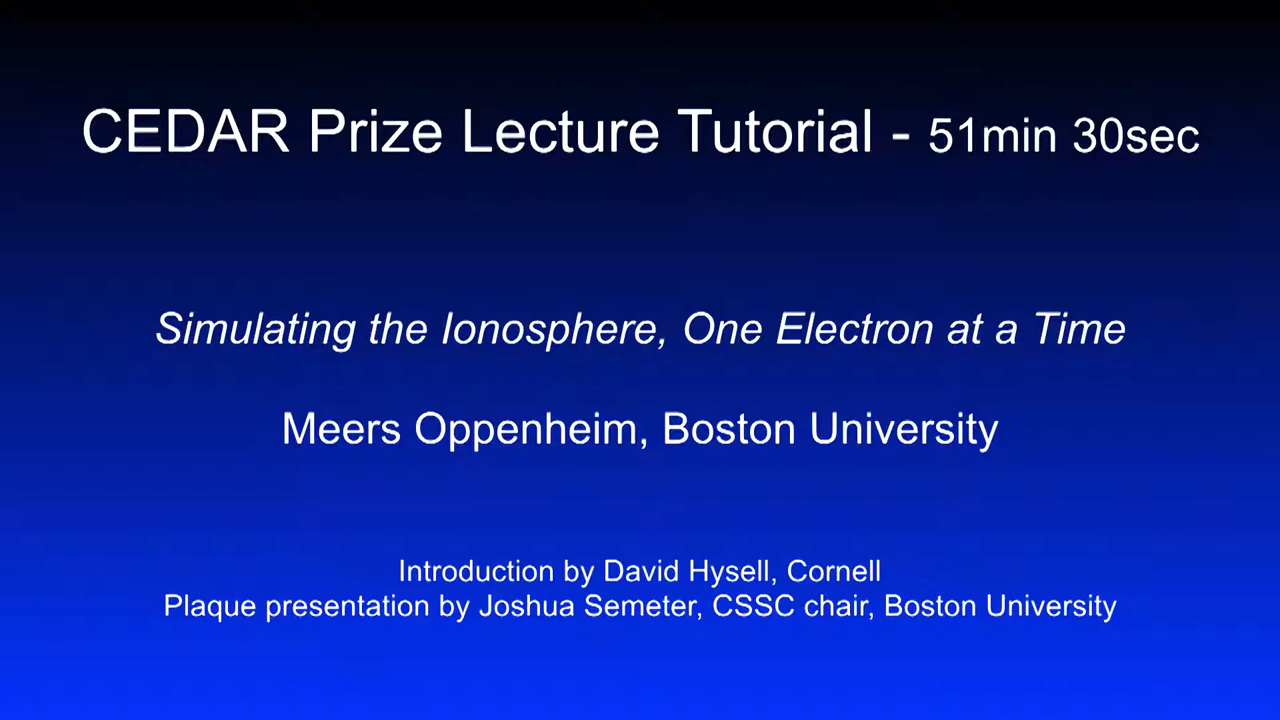 CEDAR Prize Lecture Tutorial - 51min 30sec
Simulating the Ionosphere, One Electron at a Time
Meers Oppenheim, Boston University
Introduction by David Hysell, Cornell
Plaque presentation by Joshua Semeter, CSSC chair, Boston University